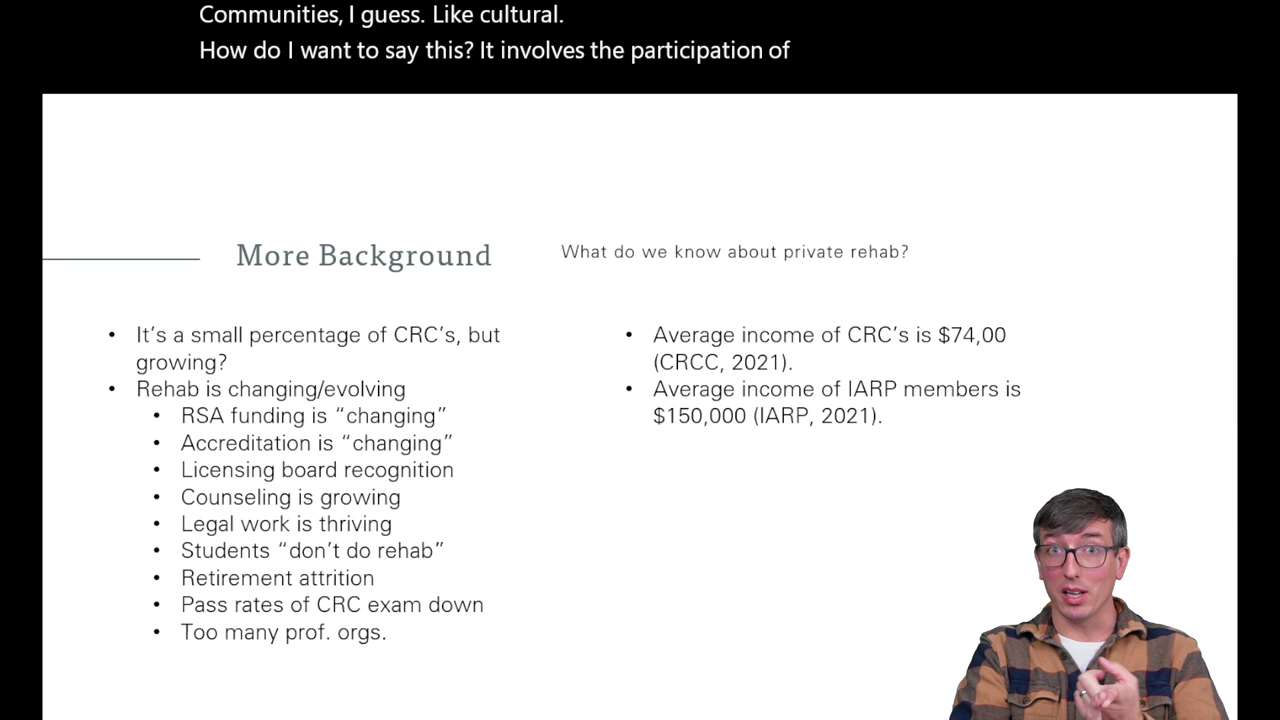 Communities, I guess. Like cultural.
How do I want to say this? It involves the participation of
More Background
What do we know about private rehab?
• It's a small percentage of CRC's, but
growing?
• Rehab is changing/evolving
• RSA funding is “changing”
• Accreditation is “changing”
• Licensing board recognition
• Counseling is growing
• Legal work is thriving
• Students “don't do rehab”
• Retirement attrition
• Pass rates of CRC exam down
• Too many prof. orgs.
• Average income of CRC's is $74,00
(CRCC, 2021).
• Average income of IARP members is
$150,000 (IARP, 2021).